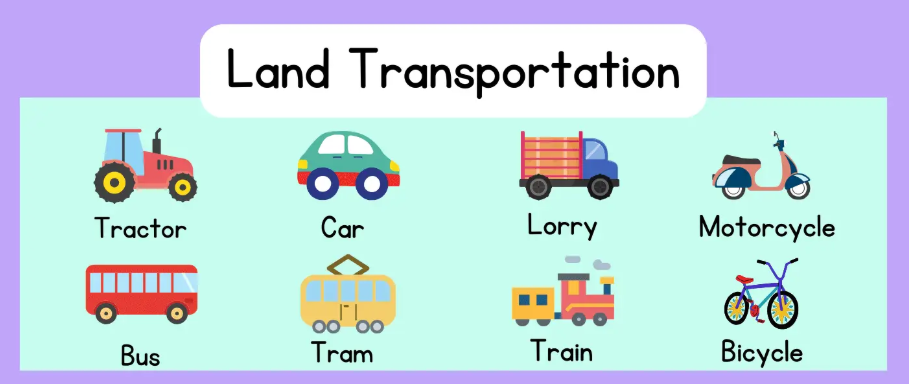 Land Transportation
Tractor
Car
Lorry
Motorcycle
Bus
Tram
Train
Bicycle